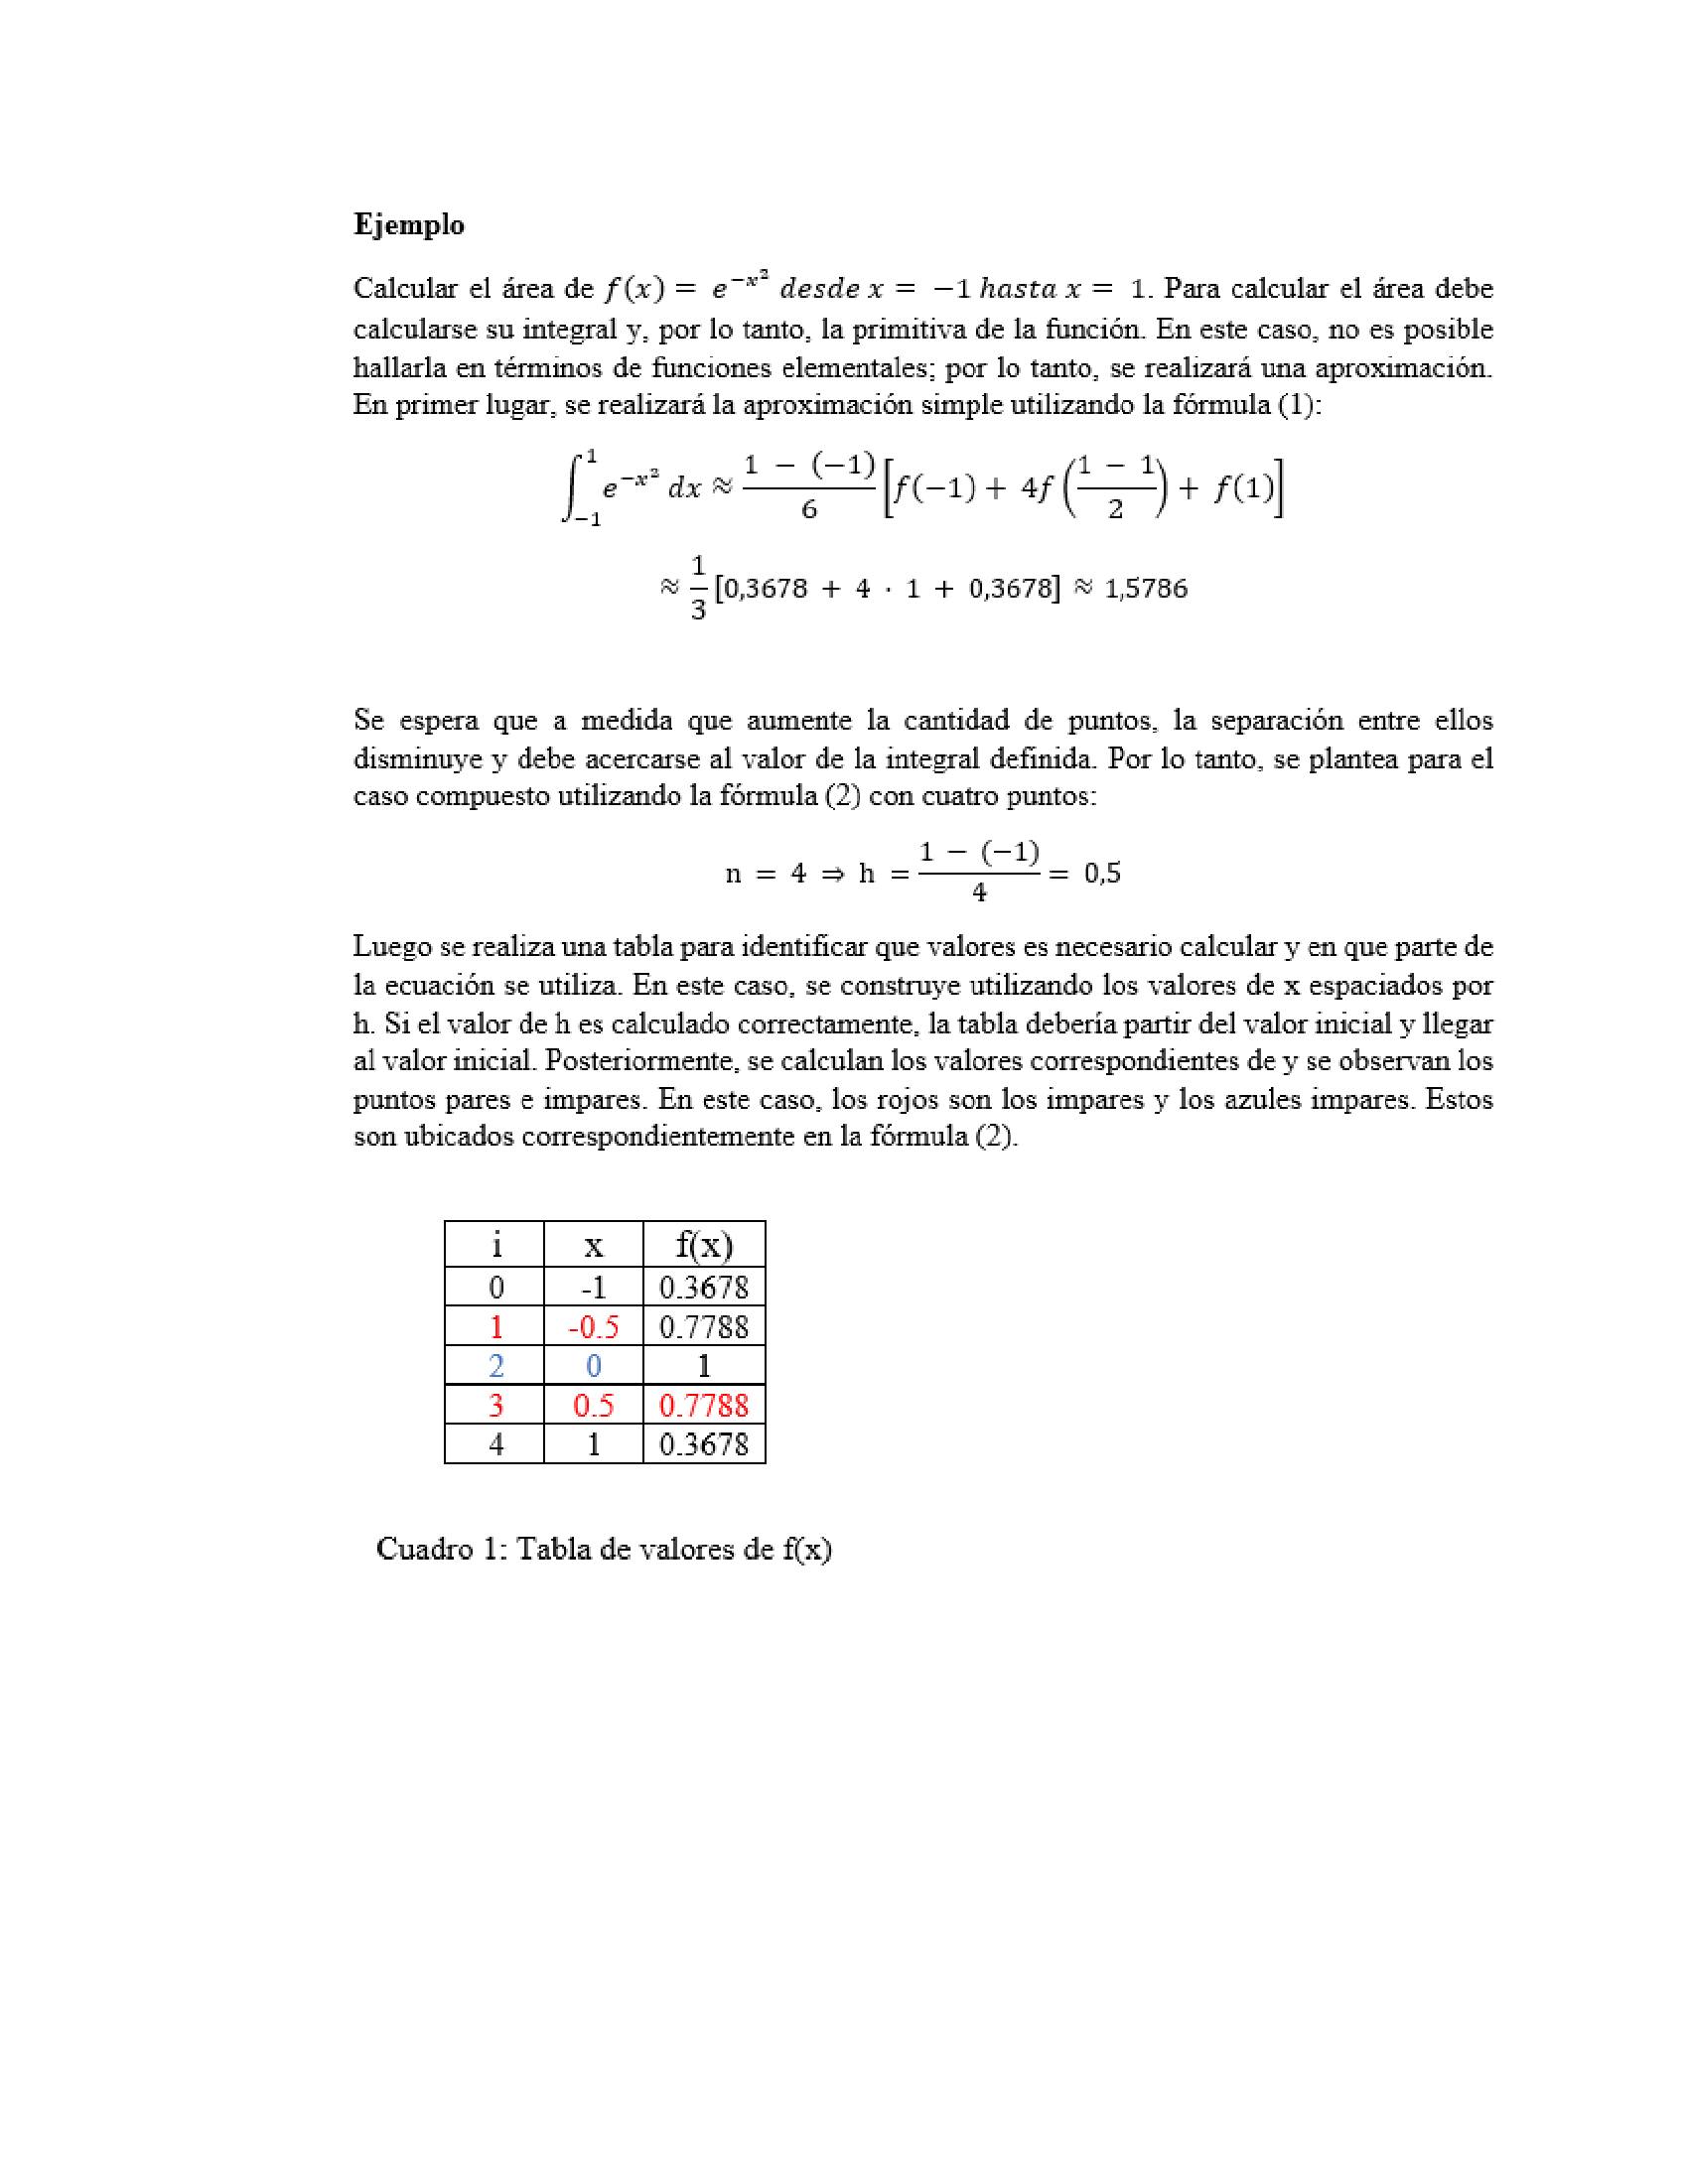 Ejemplo
Calcular el área de f(x) = e^{-x^2} desde x = −1 hasta x = 1. Para calcular el área debe
calcularse su integral y, por lo tanto, la primitiva de la función. En este caso, no es posible
hallarla en términos de funciones elementales; por lo tanto, se realizará una aproximación.
En primer lugar, se realizará la aproximación simple utilizando la fórmula (1):
∫_{−1}^{1} e^{−x^2} dx ≈ \frac{1 − (−1)}{6} [f(−1) + 4f(\frac{1 − 1}{2}) + f(1)]
≈ \frac{1}{3} [0,3678 + 4 · 1 + 0,3678] ≈ 1,5786
Se espera que a medida que aumente la cantidad de puntos, la separación entre ellos
disminuye y debe acercarse al valor de la integral definida. Por lo tanto, se plantea para el
caso compuesto utilizando la fórmula (2) con cuatro puntos:
n = 4 ⇒ h = \frac{1 − (−1)}{4} = 0,5
Luego se realiza una tabla para identificar que valores es necesario calcular y en que parte de
la ecuación se utiliza. En este caso, se construye utilizando los valores de x espaciados por
h. Si el valor de h es calculado correctamente, la tabla debería partir del valor inicial y llegar
al valor inicial. Posteriormente, se calculan los valores correspondientes de y se observan los
puntos pares e impares. En este caso, los rojos son los impares y los azules impares. Estos
son ubicados correspondientemente en la fórmula (2).
i x f(x)
0 -1 0.3678
1 -0.5 0.7788
2 0 1
3 0.5 0.7788
4 1 0.3678
Cuadro 1: Tabla de valores de f(x)